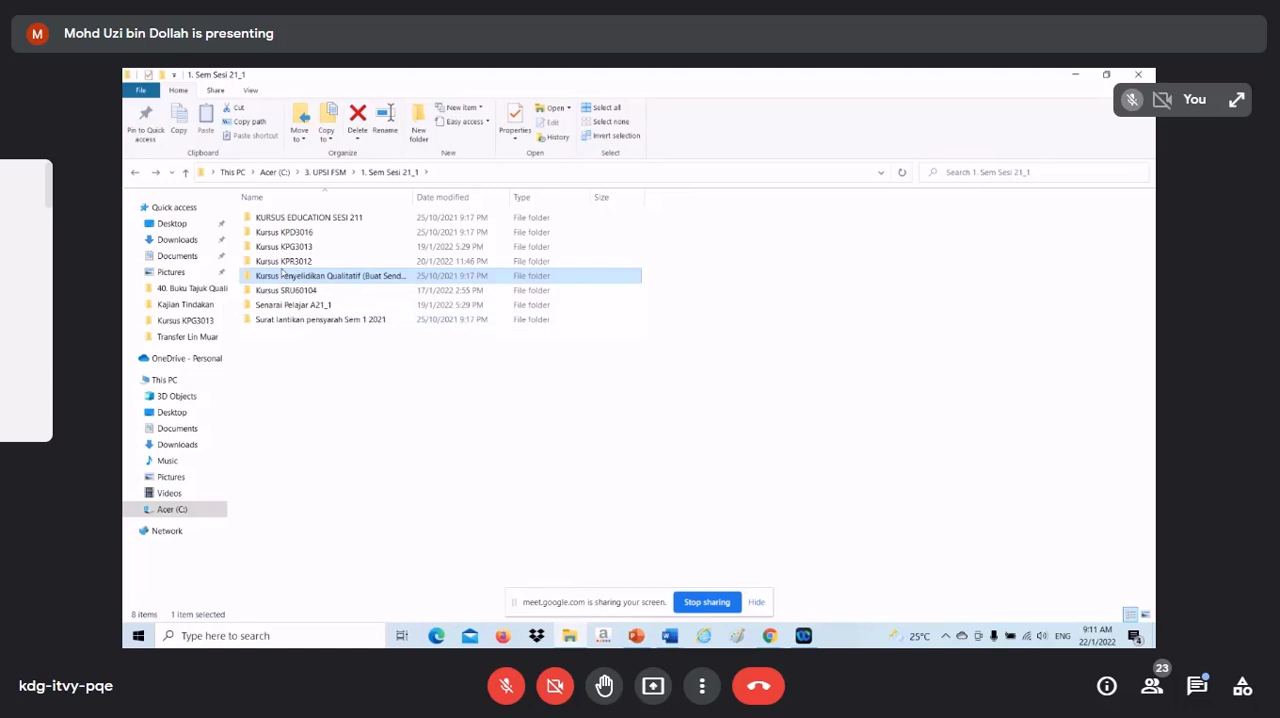 M Mohd Uzi bin Dollah is presenting
1. Sem Sesi 21_1
File Home Share View
Pin to Quick access
Copy
Paste
Cut
Copy path
Paste shortcut
Clipboard
Move to
Copy to
Delete
Rename
Organize
New folder
New item
Easy access
New
Properties
Open
Edit
History
Open
Select all
Select none
Invert selection
Select
You
This PC > Acer (C:) > 3. UPSI FSM > 1. Sem Sesi 21_1 >
Search 1. Sem Sesi 21_1
Quick access
Desktop
Downloads
Documents
Pictures
40. Buku Tajuk Quali
Kajian Tindakan
Kursus KPG3013
Transfer Lin Muar
OneDrive - Personal
This PC
3D Objects
Desktop
Documents
Downloads
Music
Pictures
Videos
Acer (C:)
Network
Name Date modified Type Size
KURSUS EDUCATION SESI 211 25/10/2021 9:17 PM File folder
Kursus KPD3016 25/10/2021 9:17 PM File folder
Kursus KPG3013 19/1/2022 5:29 PM File folder
Kursus KPR3012 20/1/2022 11:46 PM File folder
Kursus Penyelidikan Qualitatif (Buat Send... 25/10/2021 9:17 PM File folder
Kursus SRU60104 17/1/2022 2:55 PM File folder
Senarai Pelajar A21_1 19/1/2022 5:29 PM File folder
Surat lantikan pensyarah Sem 1 2021 25/10/2021 9:17 PM File folder
meet.google.com is sharing your screen. Stop sharing Hide
8 items 1 item selected
Type here to search
25°C ENG
9:11 AM
22/1/2022
4
kdg-itvy-pqe
23